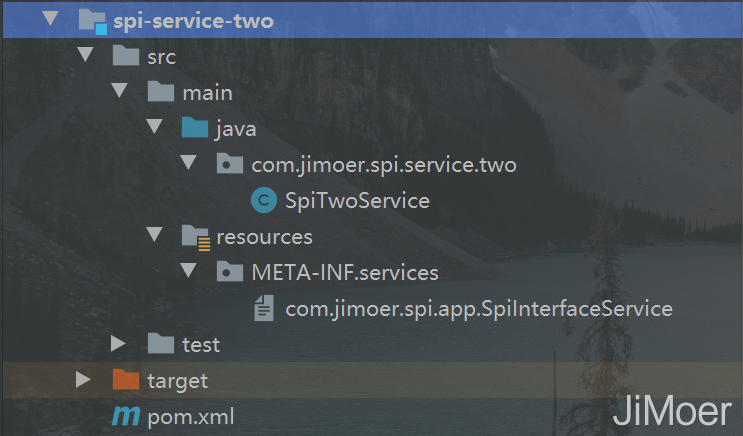 spi-service-two
src
main
java
com.jimoer.spi.service.two
C SpiTwoService
resources
META-INF.services
com.jimoer.spi.app.SpiInterfaceService
test
target
m pom.xml
JiMoer